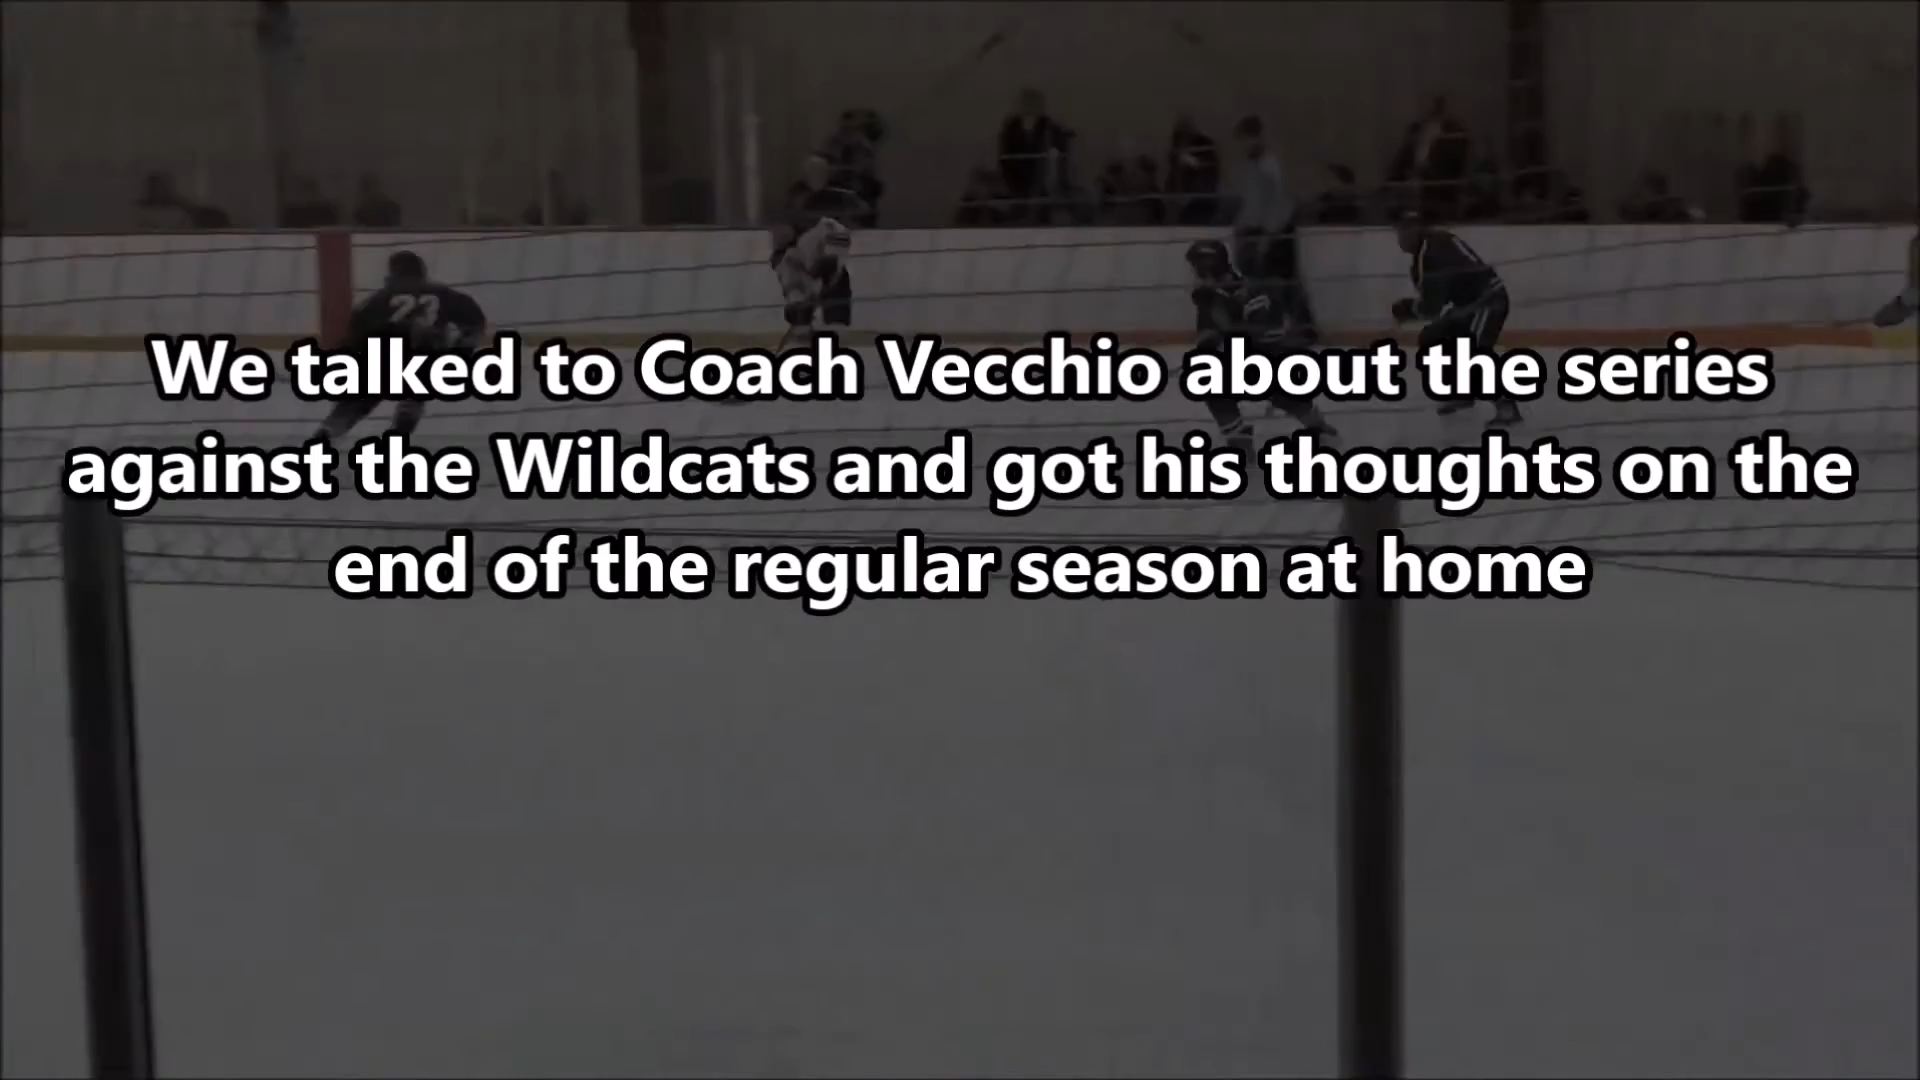 We talked to Coach Vecchio about the series
against the Wildcats and got his thoughts on the
end of the regular season at home
23